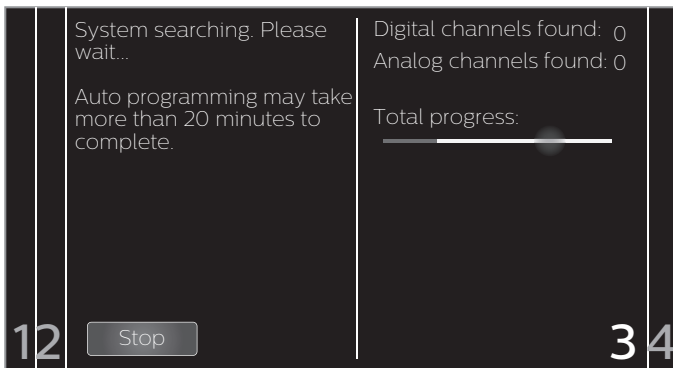 System searching. Please
wait...
Auto programming may take
more than 20 minutes to
complete.
Digital channels found: 0
Analog channels found: 0
Total progress:
Stop
1 2 3 4